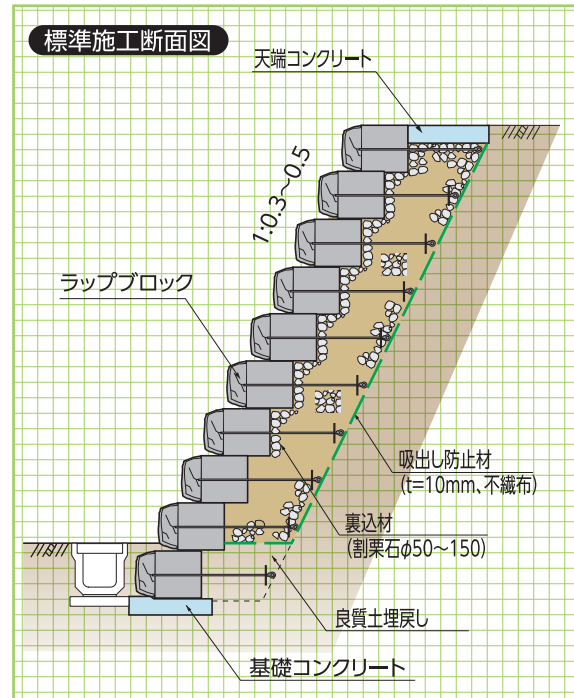 標準施工断面図
天端コンクリート
1:0.3～0.5
ラップブロック
吸出し防止材
(t=10mm、不織布)
裏込材
(割栗石φ50～150)
良質土埋戻し
基礎コンクリート